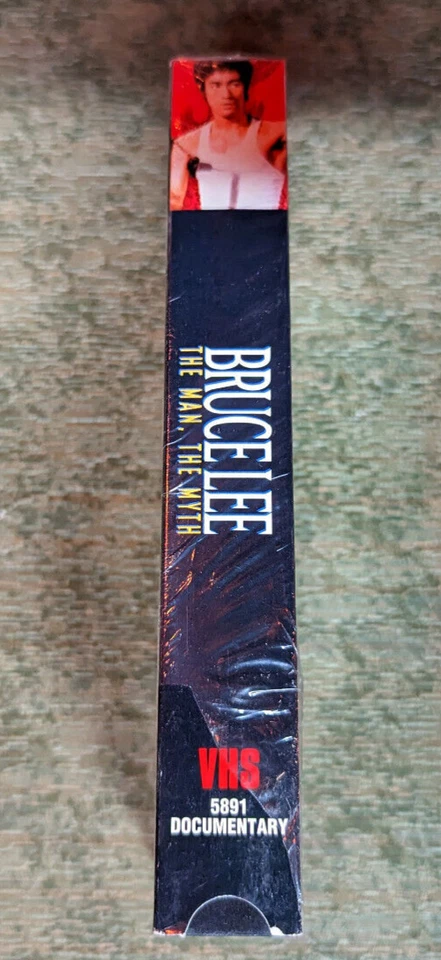 BRUCE LEE
THE MAN, THE MYTH
VHS
5891
DOCUMENTARY